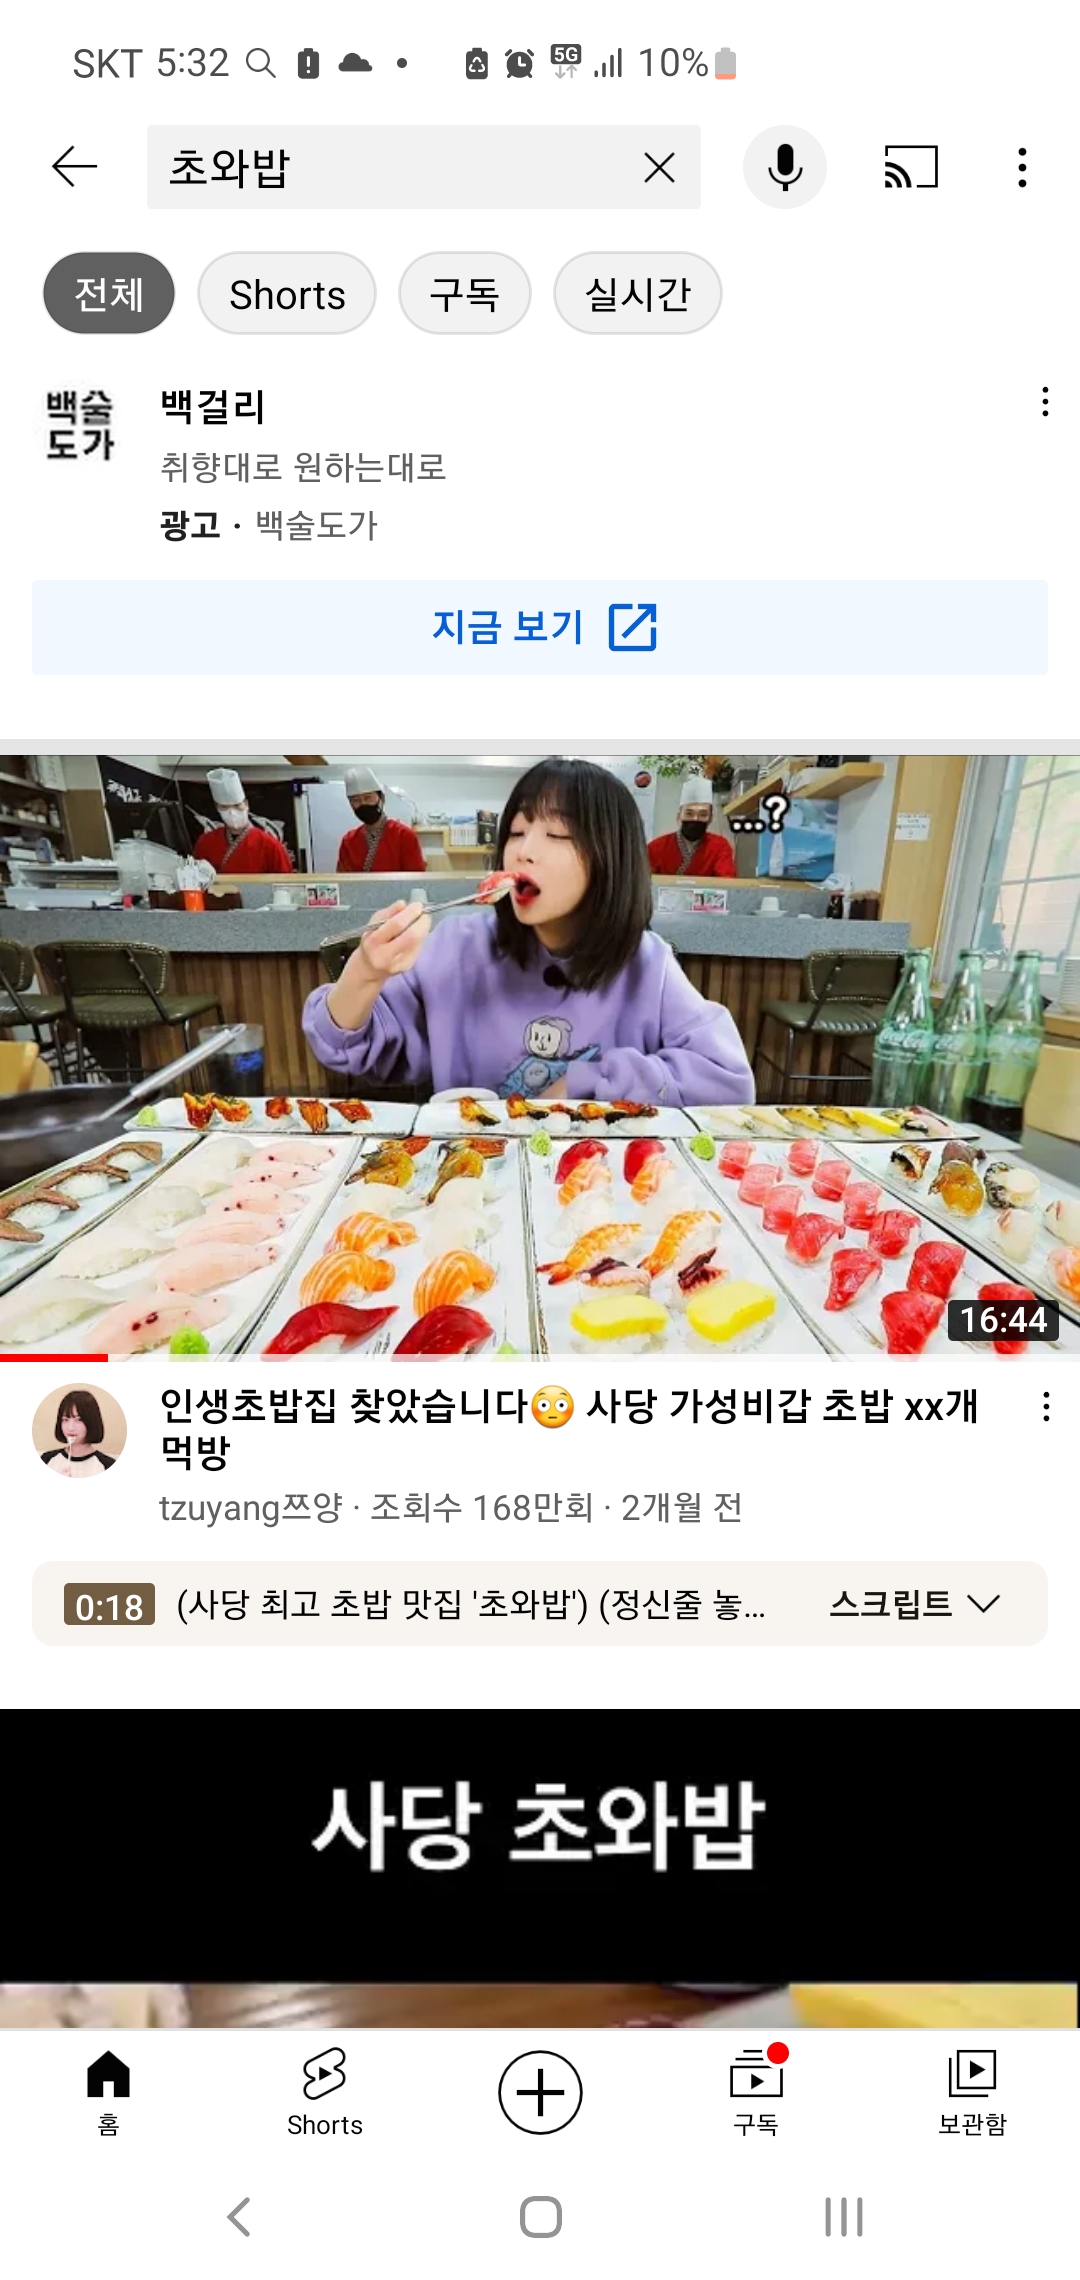 SKT 5:32 5G 10%
초와밥
전체 Shorts 구독 실시간
백술
도가
백걸리
취향대로 원하는대로
광고 · 백술도가
지금 보기
...?
16:44
인생초밥집 찾았습니다😳 사당 가성비갑 초밥 xx개
먹방
tzuyang쯔양 · 조회수 168만회 · 2개월 전
0:18 (사당 최고 초밥 맛집 '초와밥') (정신줄 놓... 스크립트
사당 초와밥
홈 Shorts 구독 보관함